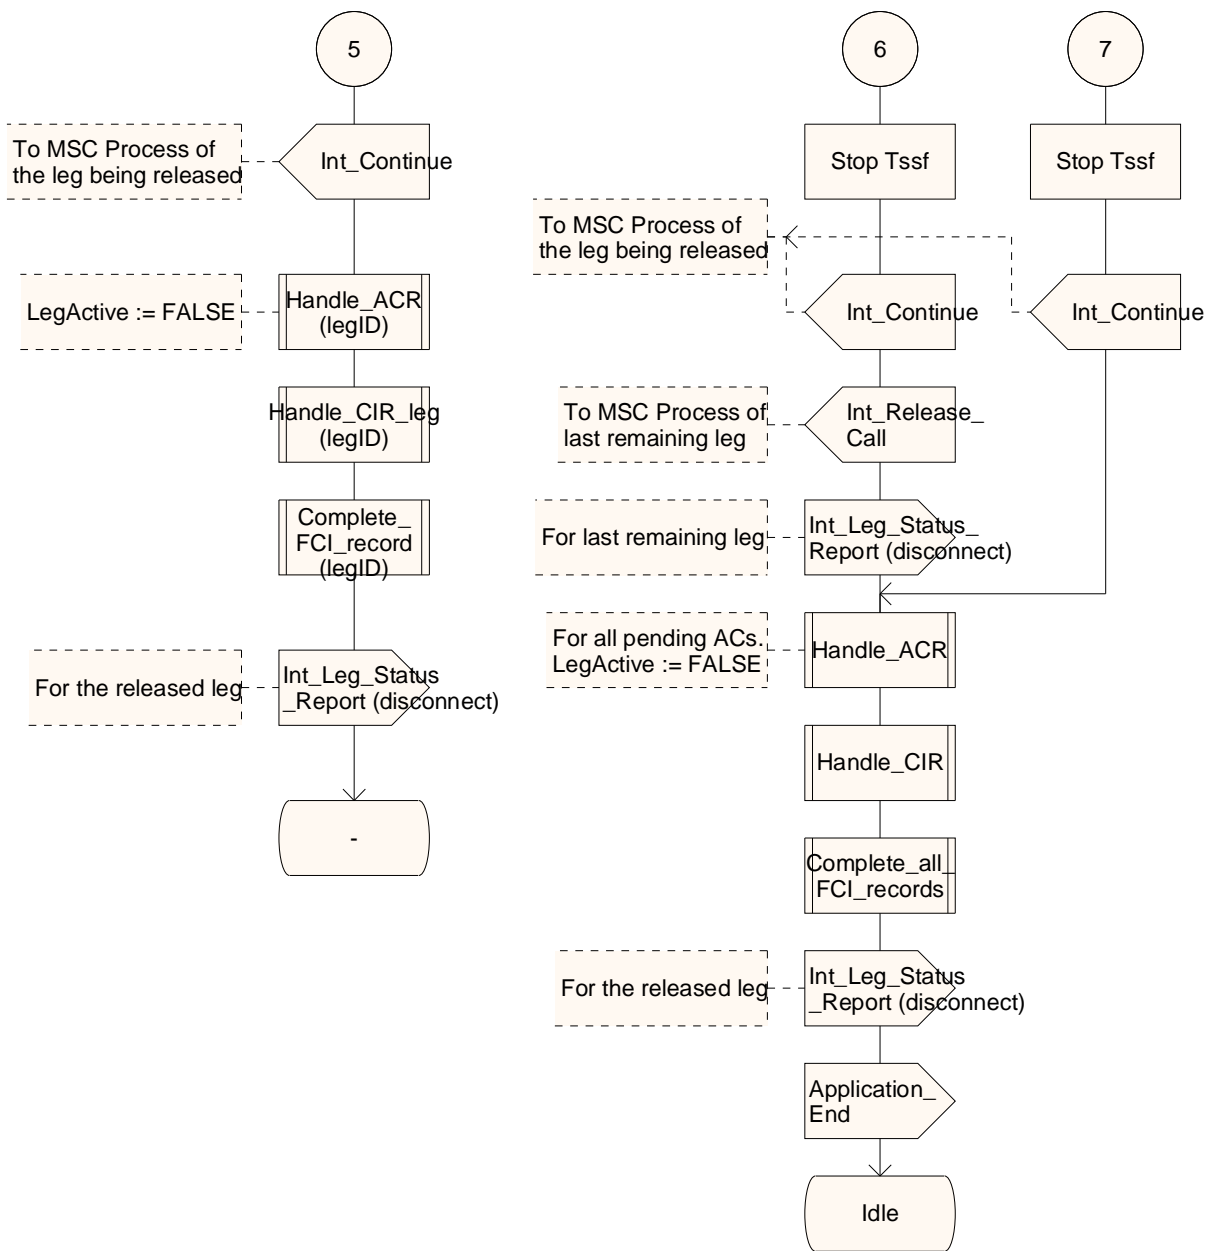 5
To MSC Process of
the leg being released
Int_Continue
LegActive := FALSE
Handle_ACR
(legID)
Handle_CIR_leg
(legID)
Complete_
FCI_record
(legID)
For the released leg
Int_Leg_Status
_Report (disconnect)
-
6
7
Stop Tssf
Stop Tssf
To MSC Process of
the leg being released
Int_Continue
Int_Continue
To MSC Process of
last remaining leg
Int_Release_
Call
For last remaining leg
Int_Leg_Status_
Report (disconnect)
For all pending ACs.
LegActive := FALSE
Handle_ACR
Handle_CIR
Complete_all_
FCI_records
For the released leg
Int_Leg_Status
_Report (disconnect)
Application_
End
Idle